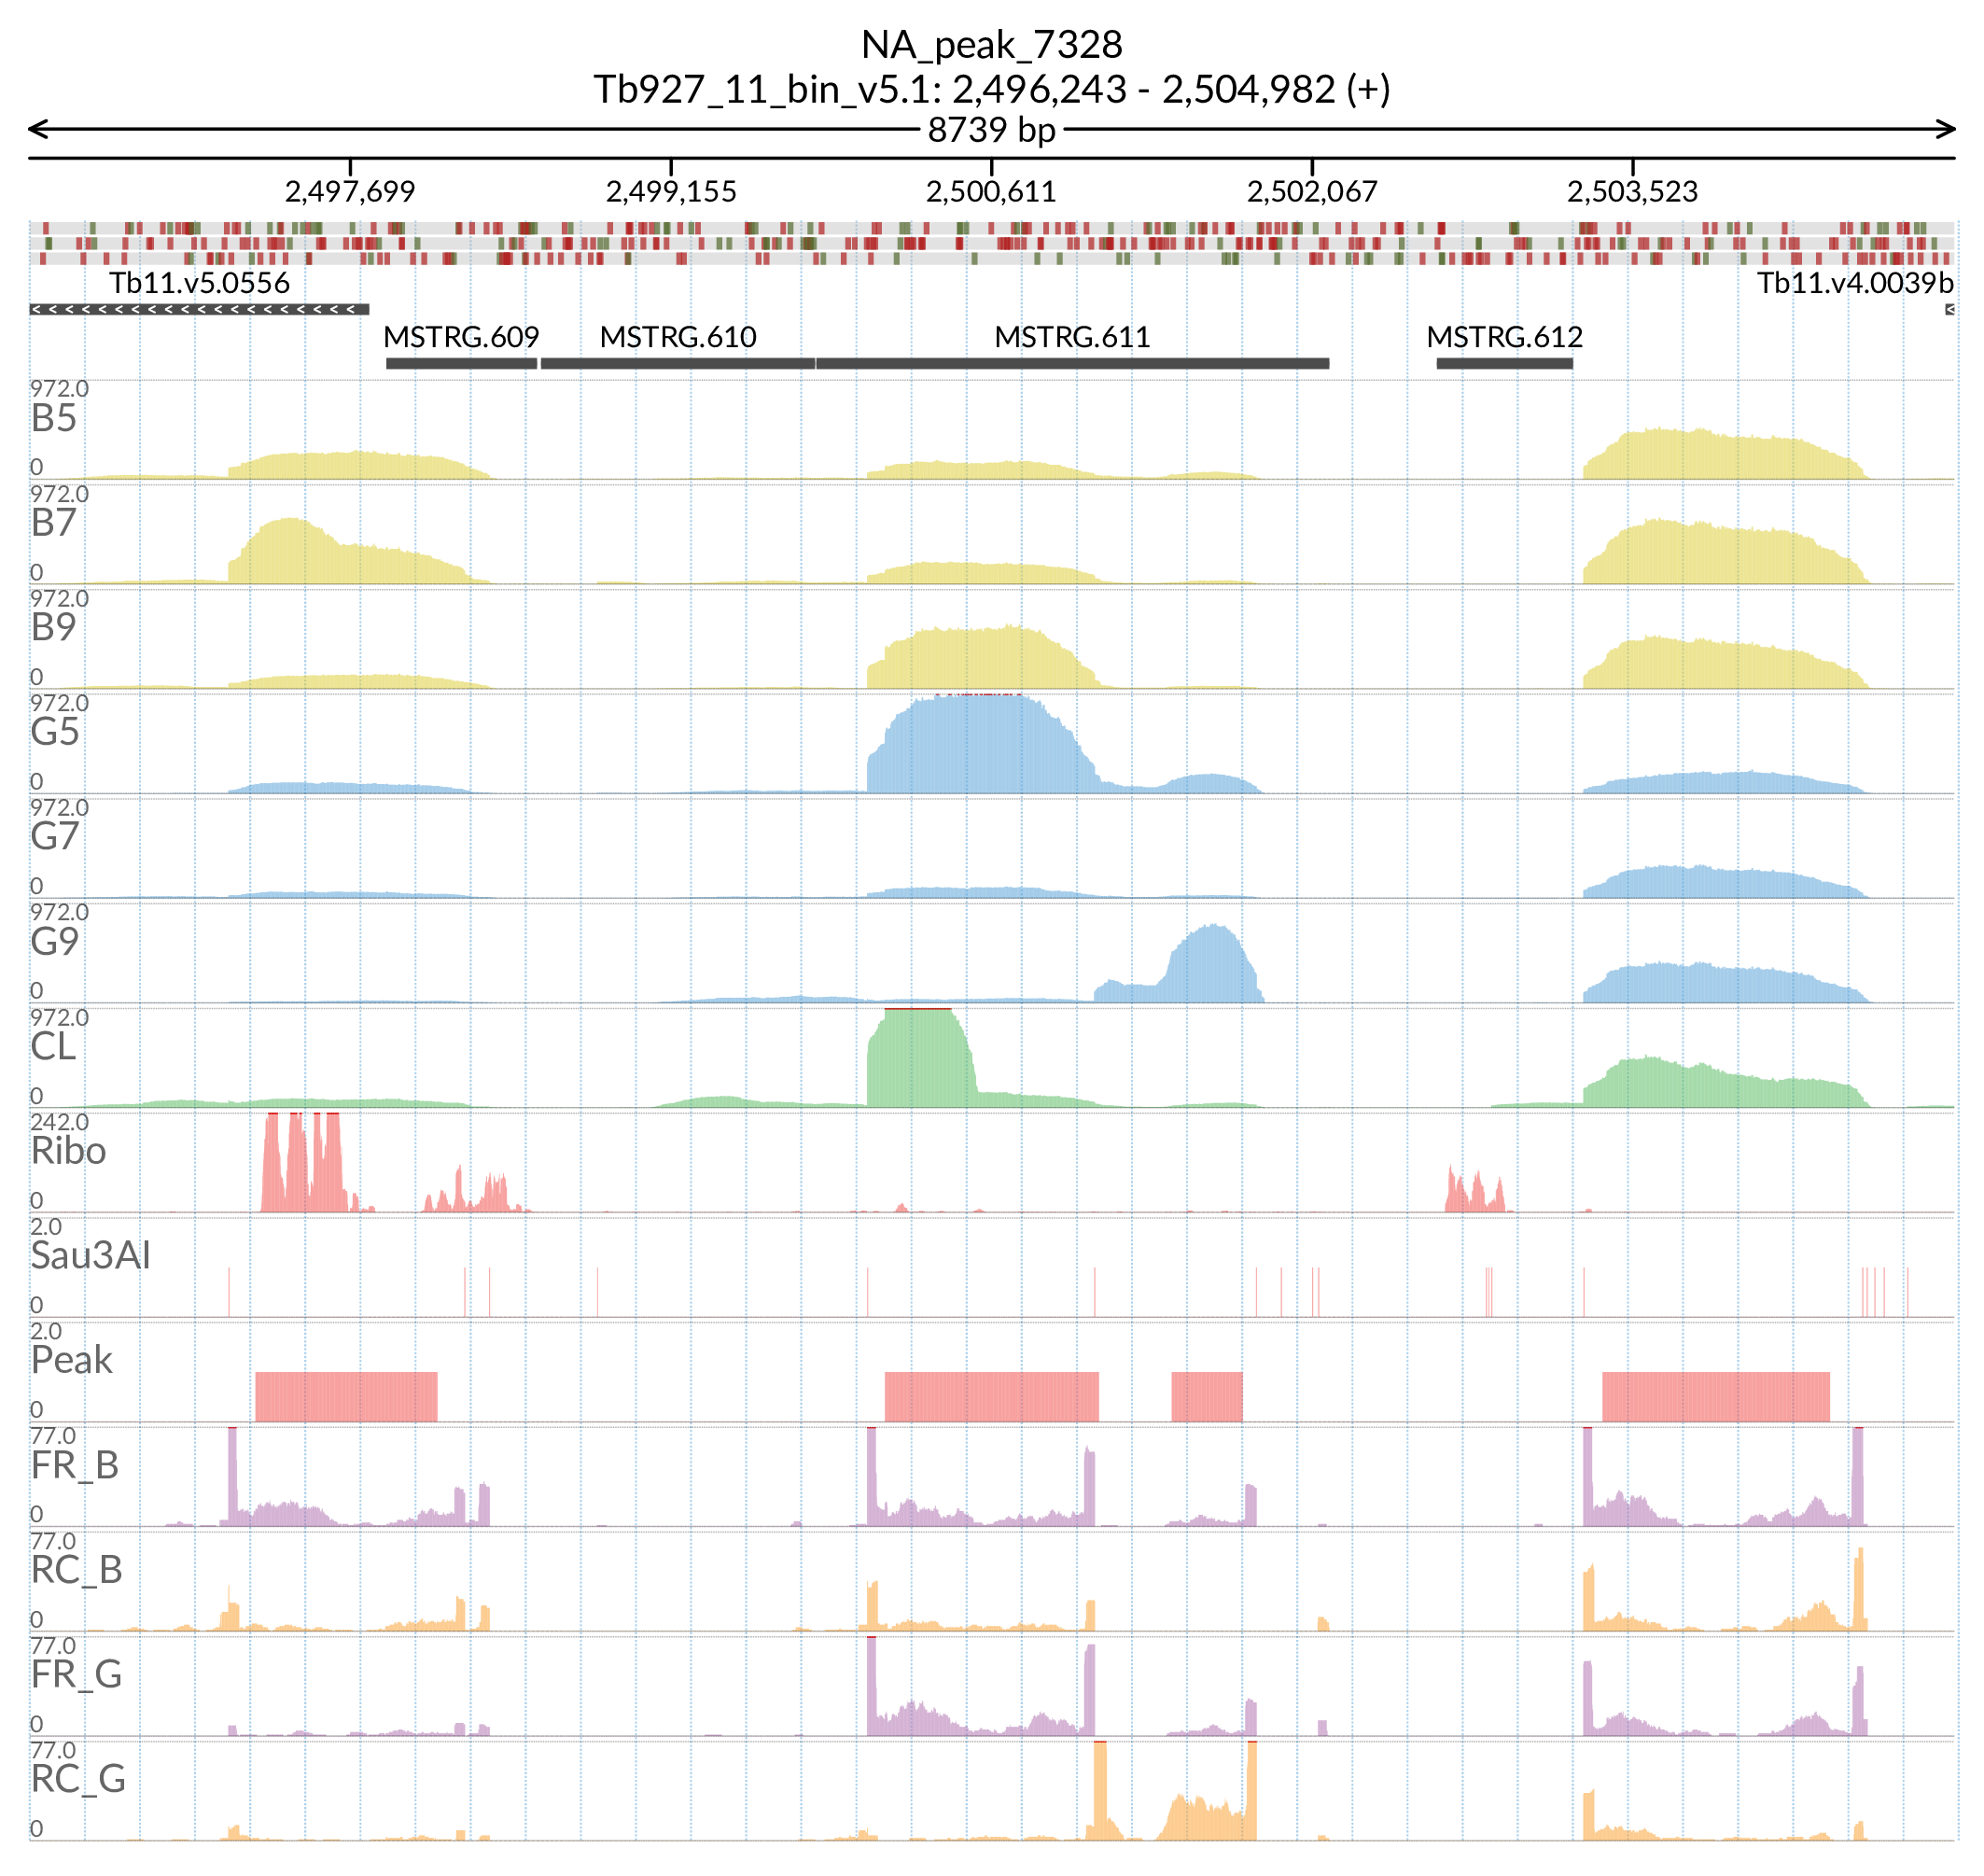 NA_peak_7328
Tb927_11_bin_v5.1: 2,496,243 - 2,504,982 (+)
8739 bp
2,497,699 2,499,155 2,500,611 2,502,067 2,503,523
Tb11.v5.0556 Tb11.v4.0039b
MSTRG.609 MSTRG.610 MSTRG.611 MSTRG.612
972.0
B5
0
972.0
B7
0
972.0
B9
0
972.0
G5
0
972.0
G7
0
972.0
G9
0
972.0
CL
0
242.0
Ribo
0
2.0
Sau3AI
0
2.0
Peak
0
77.0
FR_B
0
77.0
RC_B
0
77.0
FR_G
0
77.0
RC_G
0